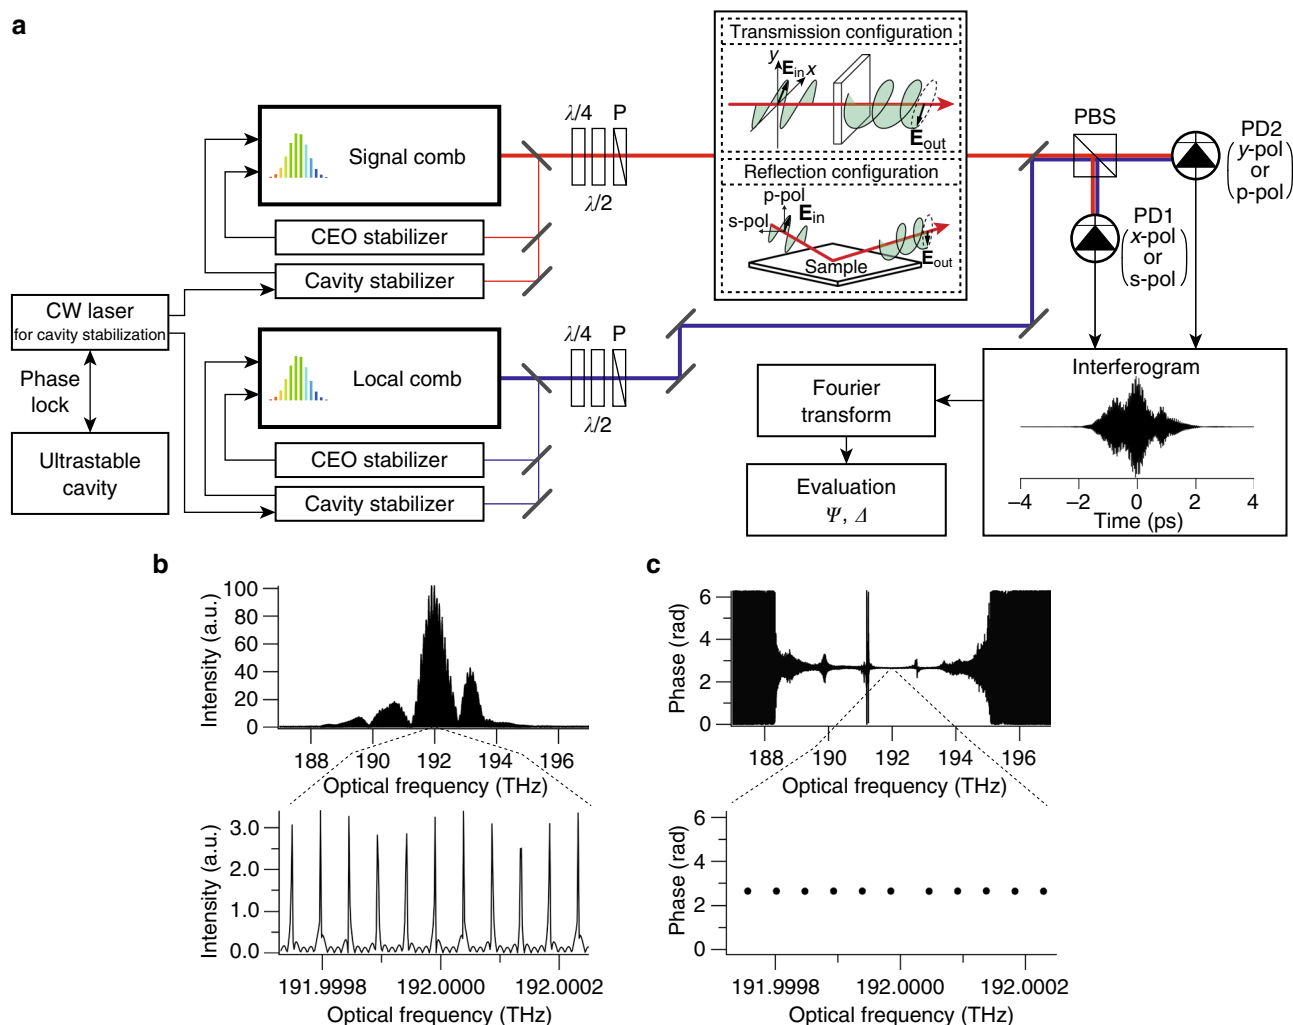 a
Transmission configuration
y
E_in
x
E_out
Reflection configuration
p-pol
s-pol
E_in
Sample
E_out
λ/4
P
λ/2
Signal comb
CEO stabilizer
Cavity stabilizer
CW laser
for cavity stabilization
Phase
lock
Ultrastable
cavity
λ/4
P
λ/2
Local comb
CEO stabilizer
Cavity stabilizer
PBS
PD2
y-pol
or
p-pol
PD1
x-pol
or
s-pol
Interferogram
−4 −2 0 2 4
Time (ps)
Fourier
transform
Evaluation
Ψ, Δ
b
Intensity (a.u.)
100
80
60
40
20
0
188 190 192 194 196
Optical frequency (THz)
Intensity (a.u.)
3.0
2.0
1.0
0.0
191.9998 192.0000 192.0002
Optical frequency (THz)
c
Phase (rad)
6
4
2
0
188 190 192 194 196
Optical frequency (THz)
Phase (rad)
6
4
2
0
191.9998 192.0000 192.0002
Optical frequency (THz)